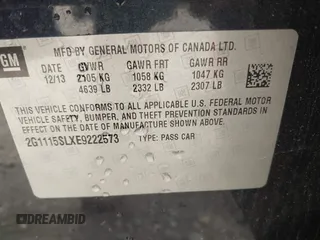 GM
MFD BY GENERAL MOTORS OF CANADA LTD.
DATE GVWR GAWR FRT GAWR RR
12/13 2105 KG 1058 KG 1047 KG
4639 LB 2332 LB 2307 LB
THIS VEHICLE CONFORMS TO ALL APPLICABLE U.S. FEDERAL MOTOR
VEHICLE SAFETY, BUMPER, AND THEFT PREVENTION STANDARDS IN
EFFECT ON THE DATE OF MANUFACTURE SHOWN ABOVE.
2G1115SLXE9222573 TYPE: PASS CAR
DREAMBID